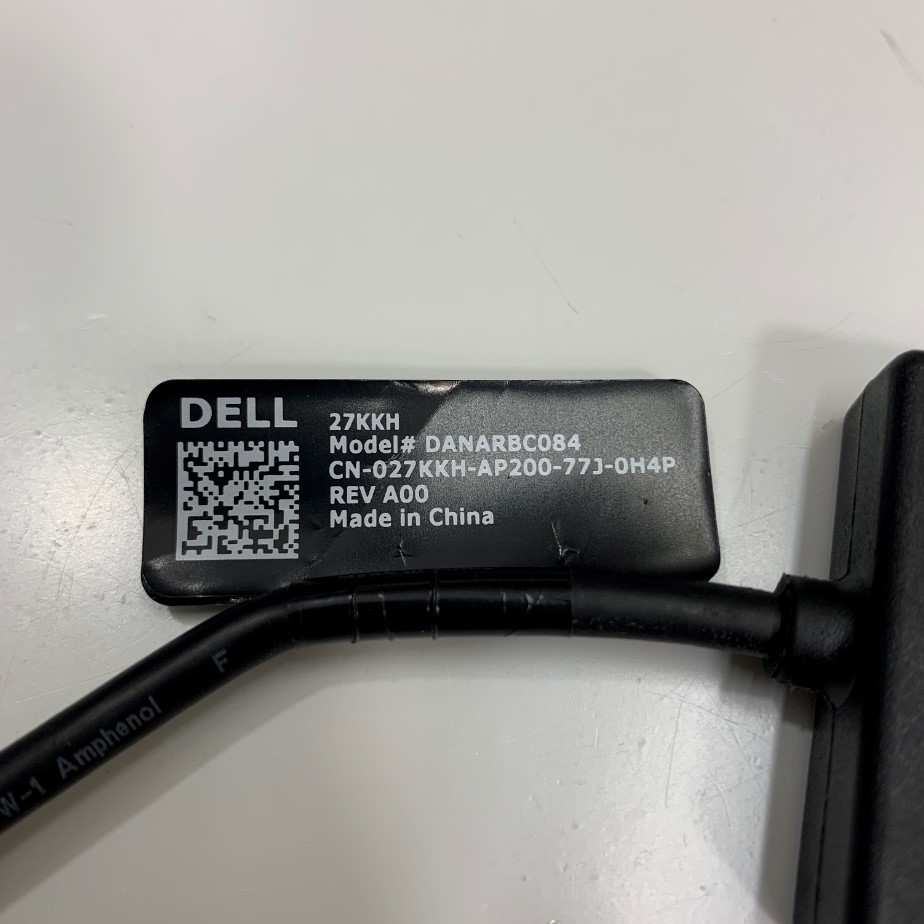 DELL
27KKH
Model# DANARBC084
CN-027KKH-AP200-77J-0H4P
REV A00
Made in China
F
W-1 Amphenol